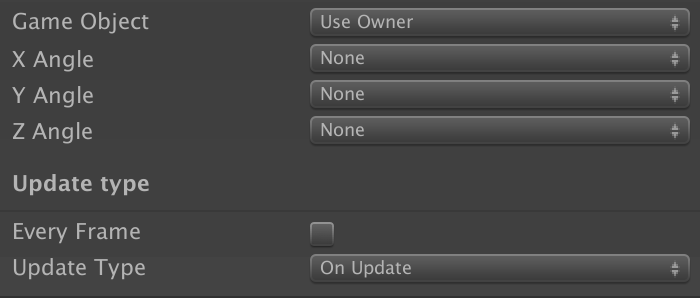 Game Object Use Owner
X Angle None
Y Angle None
Z Angle None
Update type
Every Frame
Update Type On Update